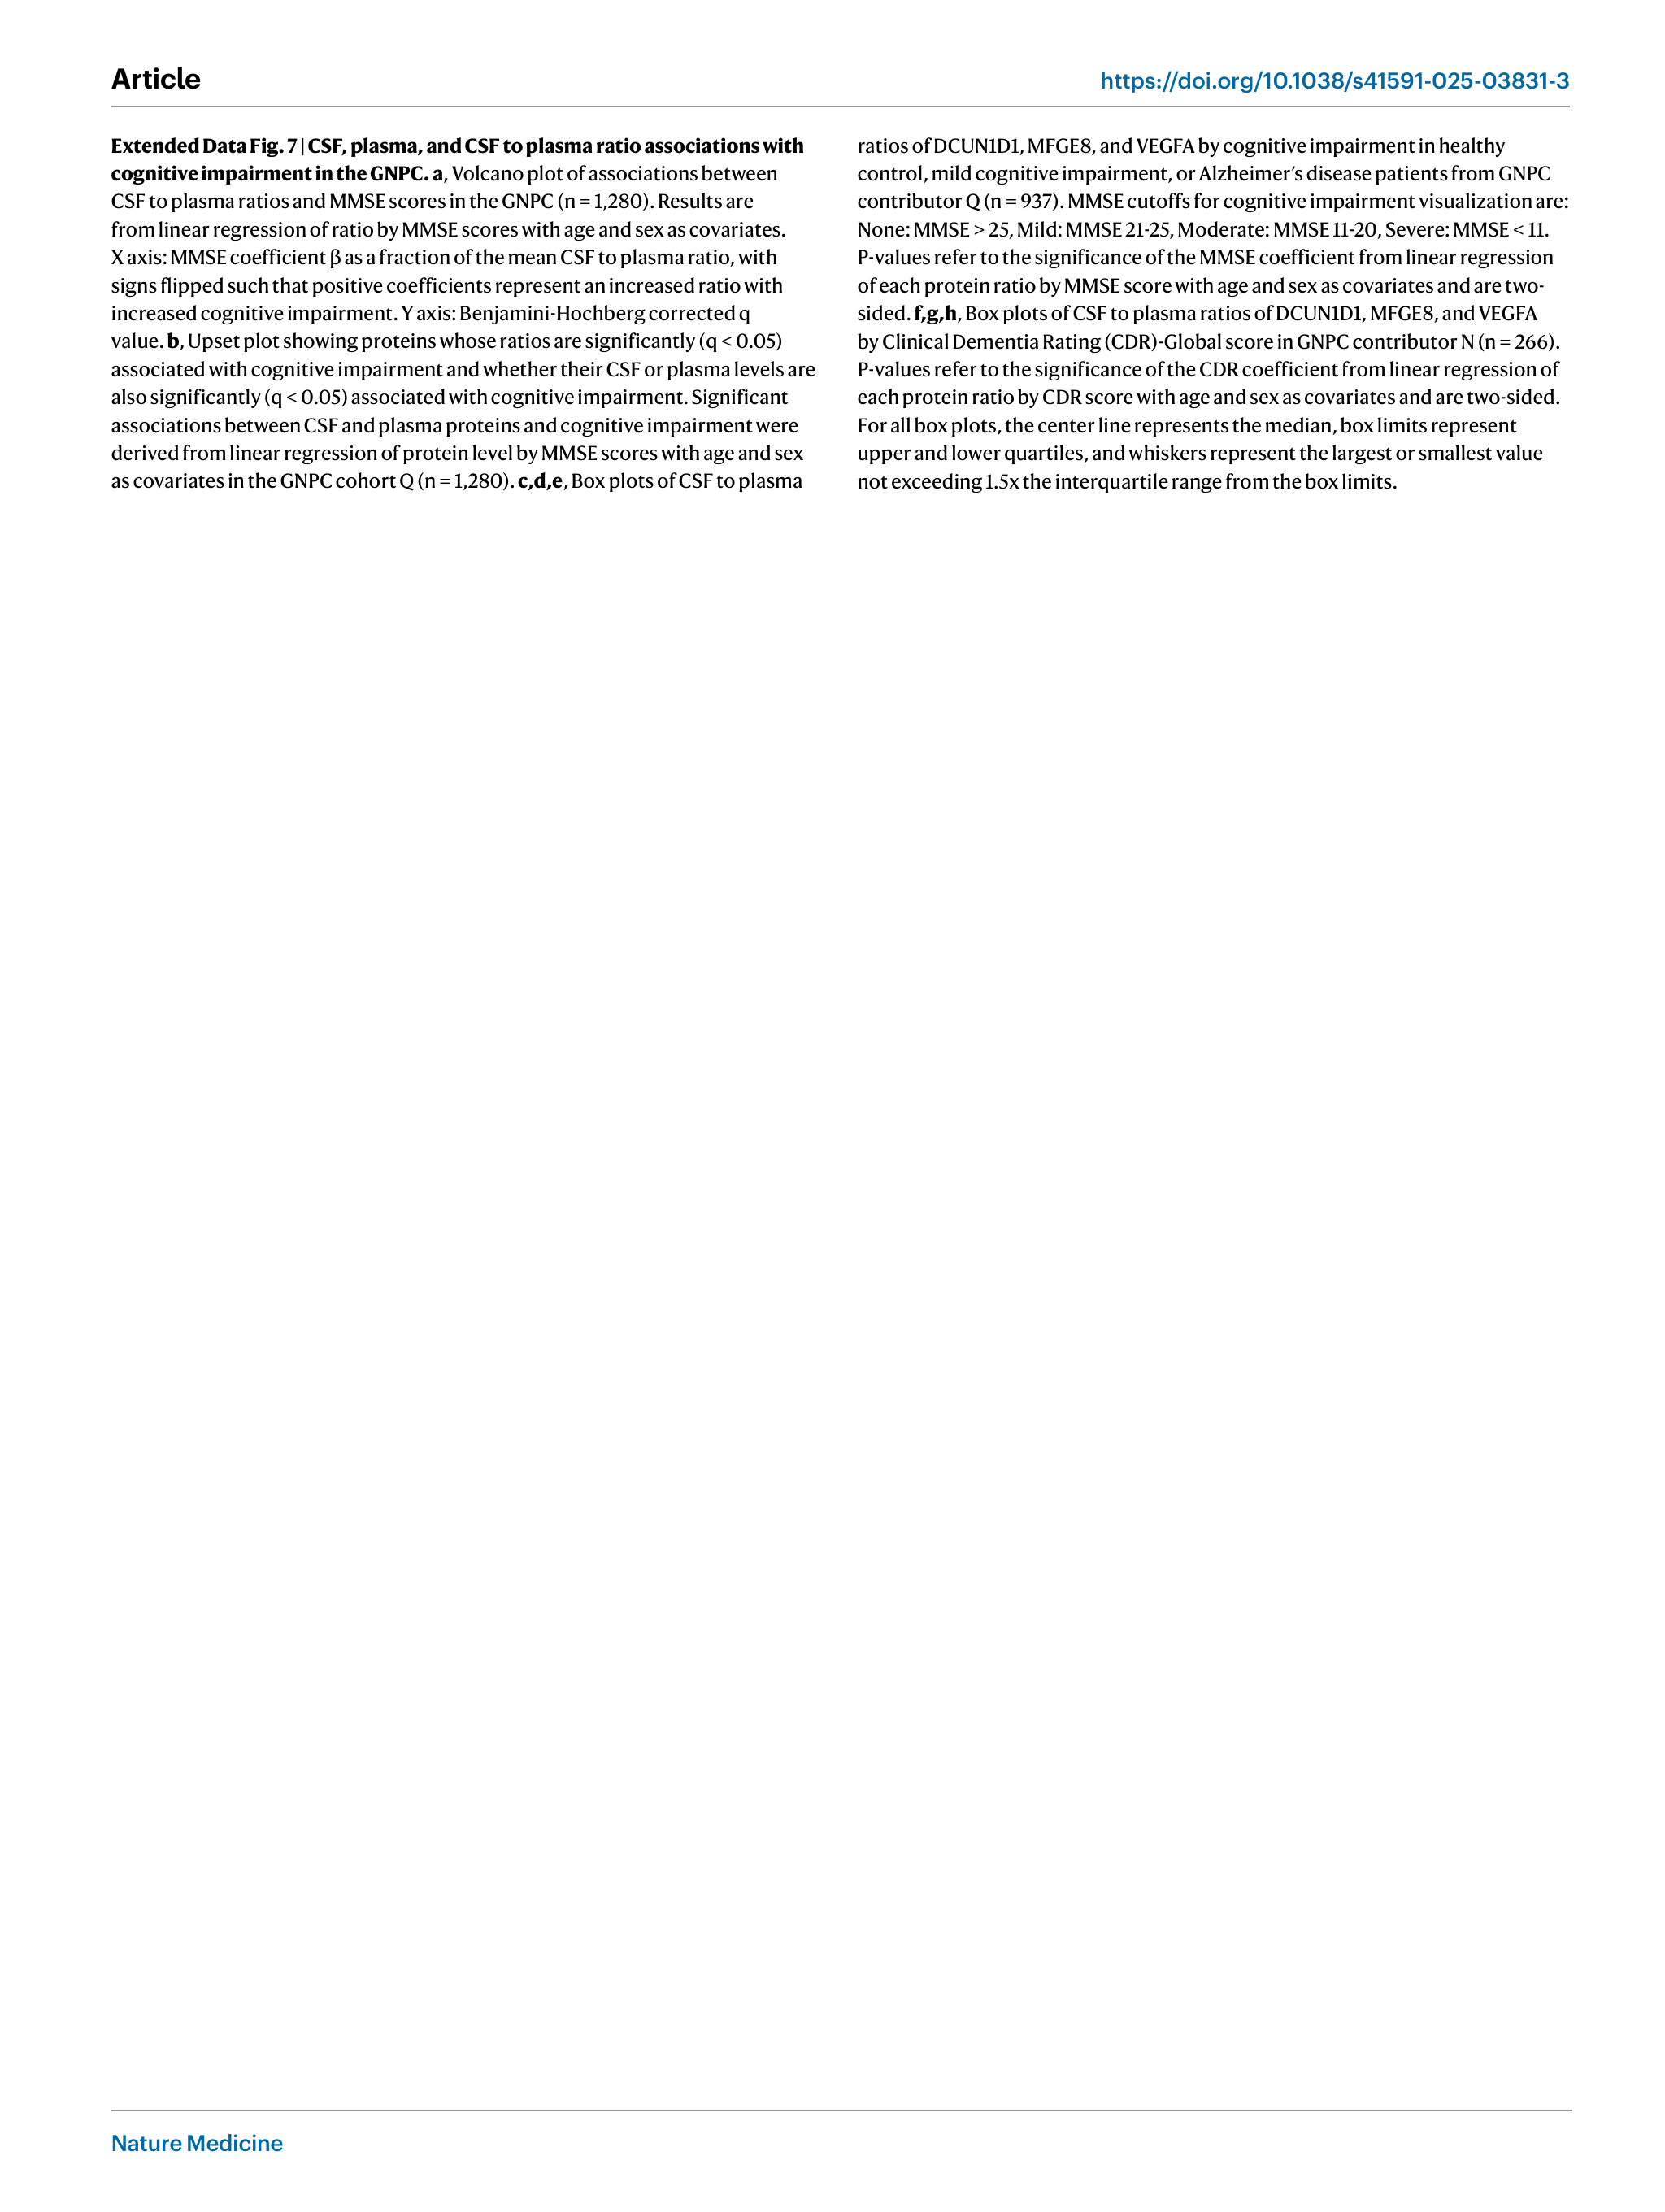 Article
https://doi.org/10.1038/s41591-025-03831-3
Extended Data Fig. 7 | CSF, plasma, and CSF to plasma ratio associations with
cognitive impairment in the GNPC. a, Volcano plot of associations between
CSF to plasma ratios and MMSE scores in the GNPC (n = 1,280). Results are
from linear regression of ratio by MMSE scores with age and sex as covariates.
X axis: MMSE coefficient β as a fraction of the mean CSF to plasma ratio, with
signs flipped such that positive coefficients represent an increased ratio with
increased cognitive impairment. Y axis: Benjamini-Hochberg corrected q
value. b, Upset plot showing proteins whose ratios are significantly (q < 0.05)
associated with cognitive impairment and whether their CSF or plasma levels are
also significantly (q < 0.05) associated with cognitive impairment. Significant
associations between CSF and plasma proteins and cognitive impairment were
derived from linear regression of protein level by MMSE scores with age and sex
as covariates in the GNPC cohort Q (n = 1,280). c,d,e, Box plots of CSF to plasma
ratios of DCUN1D1, MFGE8, and VEGFA by cognitive impairment in healthy
control, mild cognitive impairment, or Alzheimer's disease patients from GNPC
contributor Q (n = 937). MMSE cutoffs for cognitive impairment visualization are:
None: MMSE > 25, Mild: MMSE 21-25, Moderate: MMSE 11-20, Severe: MMSE < 11.
P-values refer to the significance of the MMSE coefficient from linear regression
of each protein ratio by MMSE score with age and sex as covariates and are two-
sided. f,g,h, Box plots of CSF to plasma ratios of DCUN1D1, MFGE8, and VEGFA
by Clinical Dementia Rating (CDR)-Global score in GNPC contributor N (n = 266).
P-values refer to the significance of the CDR coefficient from linear regression of
each protein ratio by CDR score with age and sex as covariates and are two-sided.
For all box plots, the center line represents the median, box limits represent
upper and lower quartiles, and whiskers represent the largest or smallest value
not exceeding 1.5x the interquartile range from the box limits.
Nature Medicine